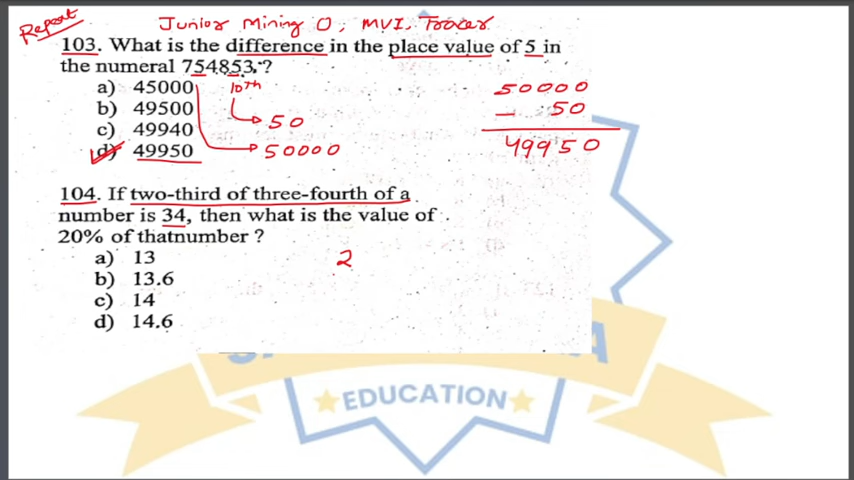 Repeat
Junior Mining O, MVI, Tracer
103. What is the difference in the place value of 5 in
the numeral 754853, ?
a) 45000
b) 49500
c) 49940
d) 49950
10th
50
50000
50000
- 50
49950
104. If two-third of three-fourth of a
number is 34, then what is the value of
20% of thatnumber ?
a) 13
b) 13.6
c) 14
d) 14.6
2
EDUCATION